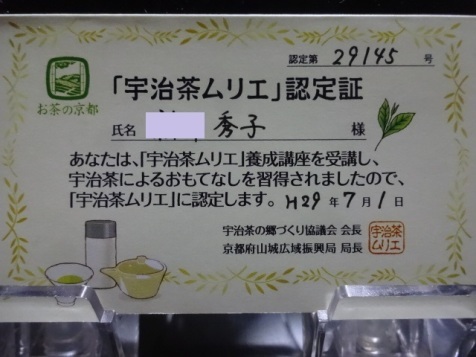 認定第 29145 号
お茶の京都
「宇治茶ムリエ」認定証
氏名 秀子 様
あなたは、「宇治茶ムリエ」養成講座を受講し、
宇治茶によるおもてなしを習得されましたので、
「宇治茶ムリエ」に認定します。 H29年7月1日
宇治茶の郷づくり協議会 会長
京都府山城広域振興局 局長
宇治茶
ムリエ